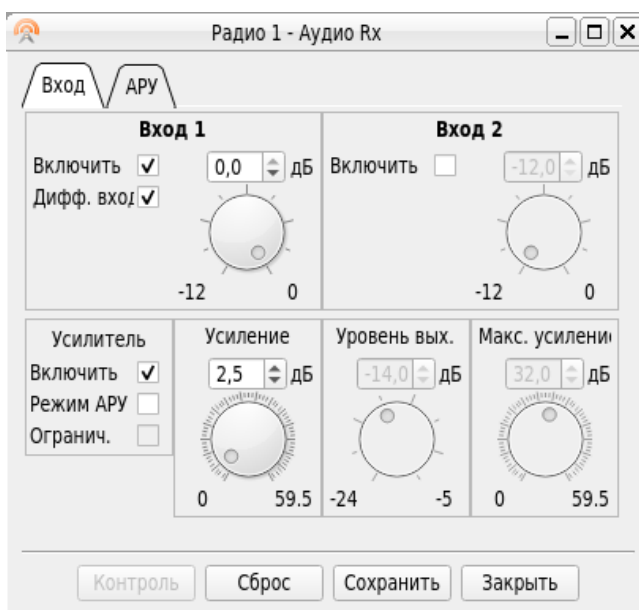 Радио 1 - Аудио Rx
Вход АРУ
Вход 1
Включить 0,0 дБ
Дифф. вход
-12 0
Вход 2
Включить -12,0 дБ
-12 0
Усилитель
Включить
Режим АРУ
Огранич.
Усиление
2,5 дБ
0 59.5
Уровень вых.
-14,0 дБ
-24 -5
Макс. усилени
32,0 дБ
0 59.5
Контроль Сброс Сохранить Закрыть